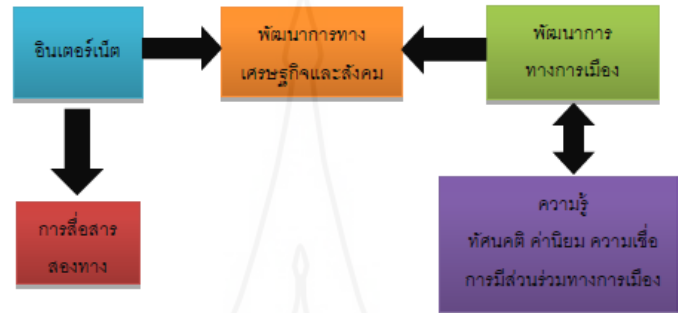 อินเตอร์เน็ต
พัฒนาการทาง
เศรษฐกิจและสังคม
พัฒนาการ
ทางการเมือง
การสื่อสาร
สองทาง
ความรู้
ทัศนคติ ค่านิยม ความเชื่อ
การมีส่วนร่วมทางการเมือง